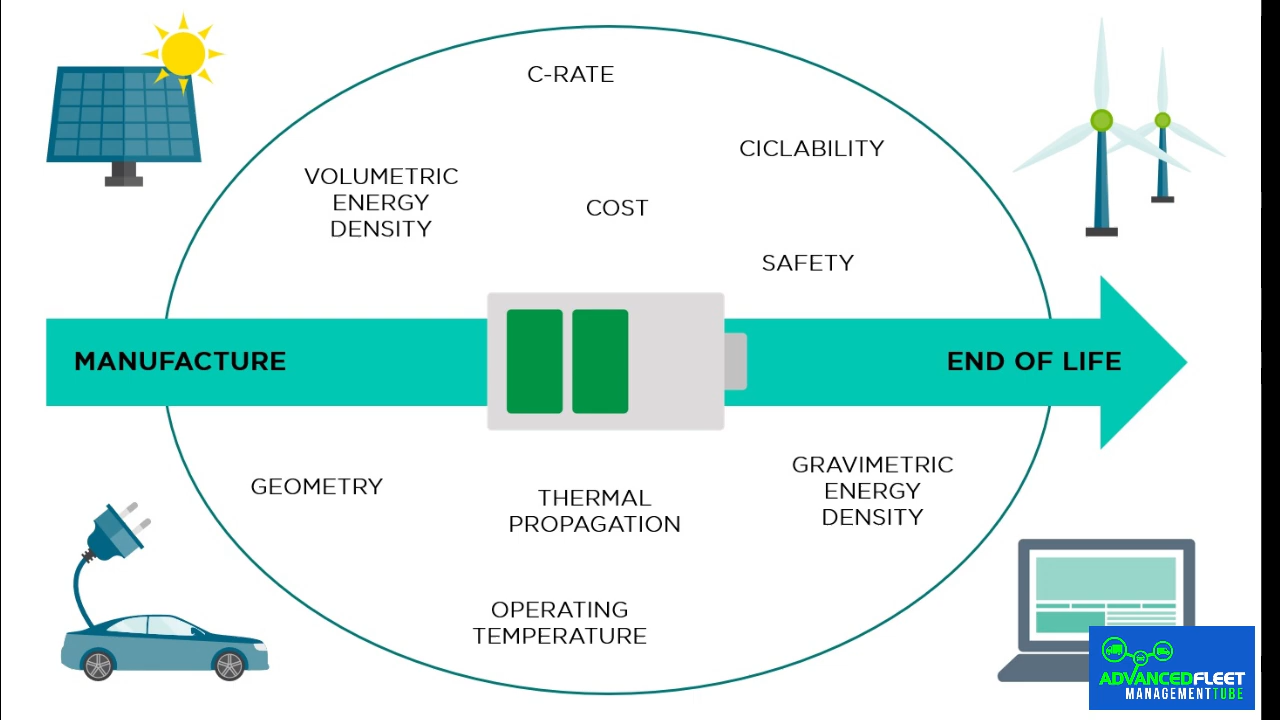 C-RATE
CICLABILITY
VOLUMETRIC
ENERGY
DENSITY
COST
SAFETY
MANUFACTURE
END OF LIFE
GEOMETRY
THERMAL
PROPAGATION
GRAVIMETRIC
ENERGY
DENSITY
OPERATING
TEMPERATURE
ADVANCEDFLEET
MANAGEMENTTUBE